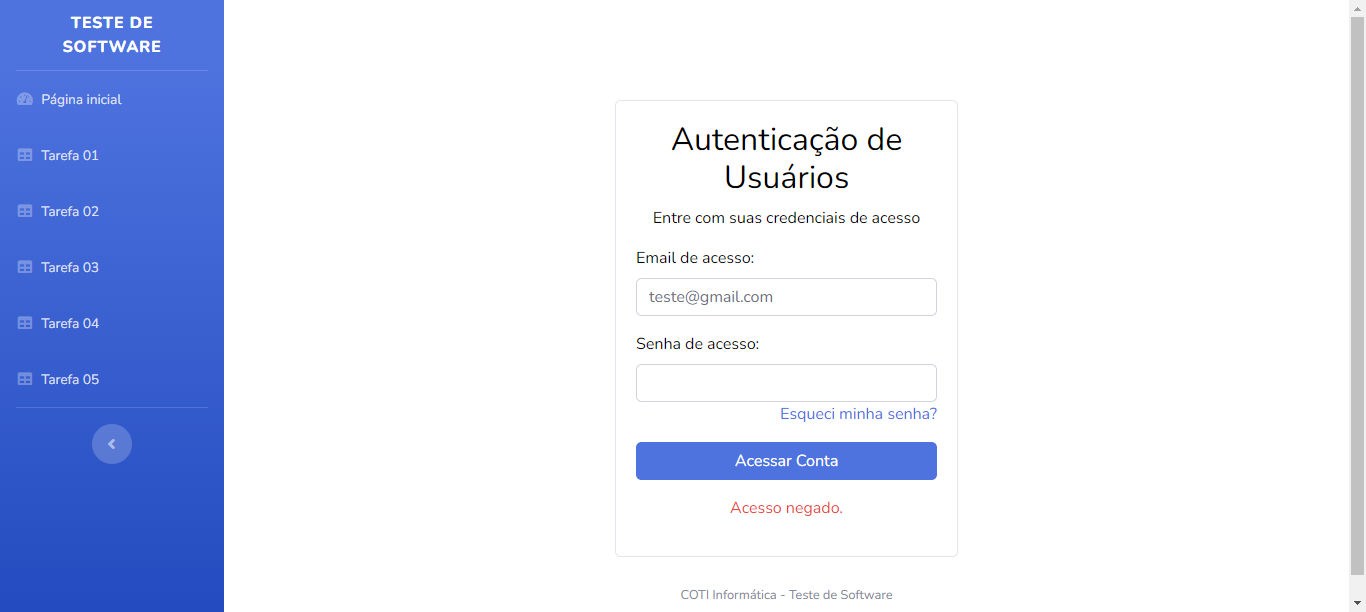 TESTE DE
SOFTWARE
Página inicial
Tarefa 01
Tarefa 02
Tarefa 03
Tarefa 04
Tarefa 05
Autenticação de
Usuários
Entre com suas credenciais de acesso
Email de acesso:
teste@gmail.com
Senha de acesso:
Esqueci minha senha?
Acessar Conta
Acesso negado.
COTI Informática - Teste de Software